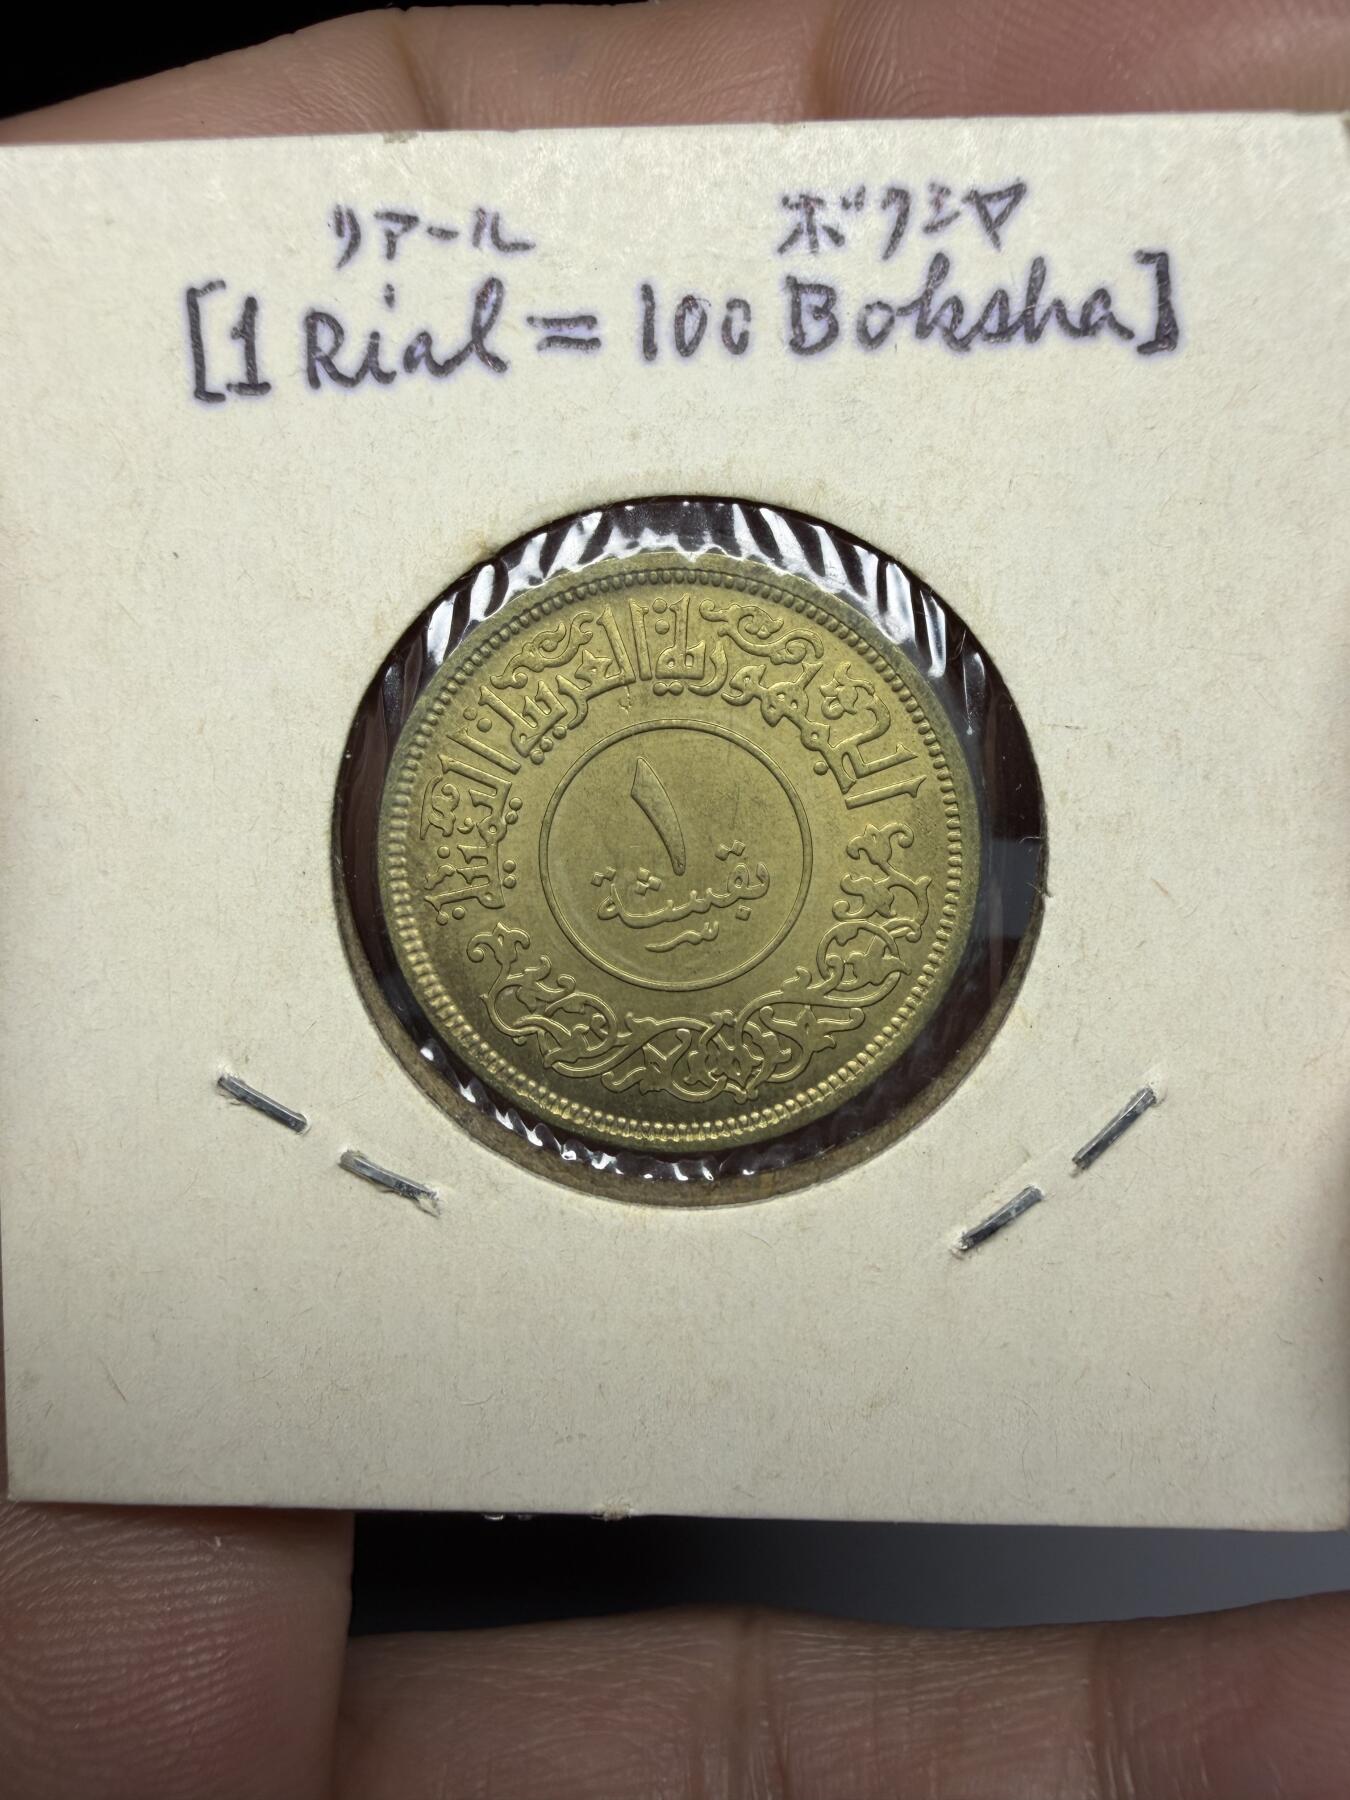 リアール ボクシャ
[1 Rial = 100 Boksha]
الجمهورية العربية اليمنية
١
بقشة